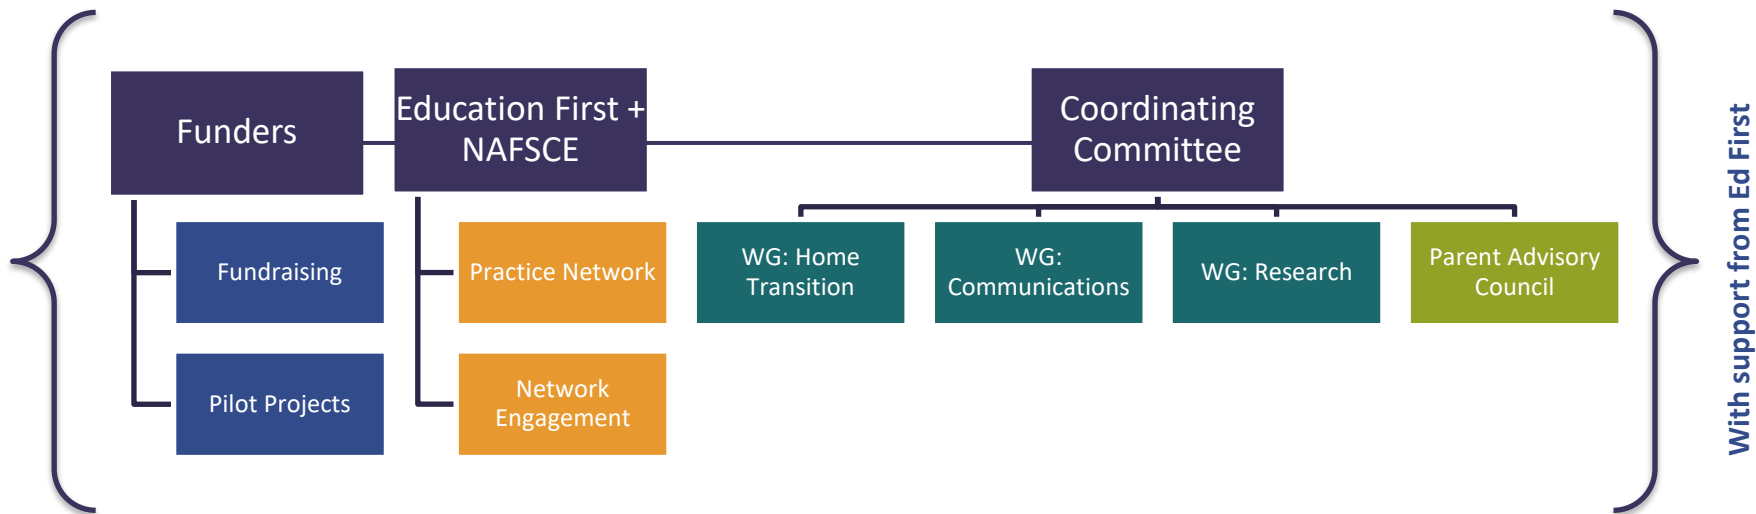 Funders
Education First +
NAFSCE
Coordinating
Committee
Fundraising
Practice Network
WG: Home
Transition
WG:
Communications
WG: Research
Parent Advisory
Council
Pilot Projects
Network
Engagement
With support from Ed First